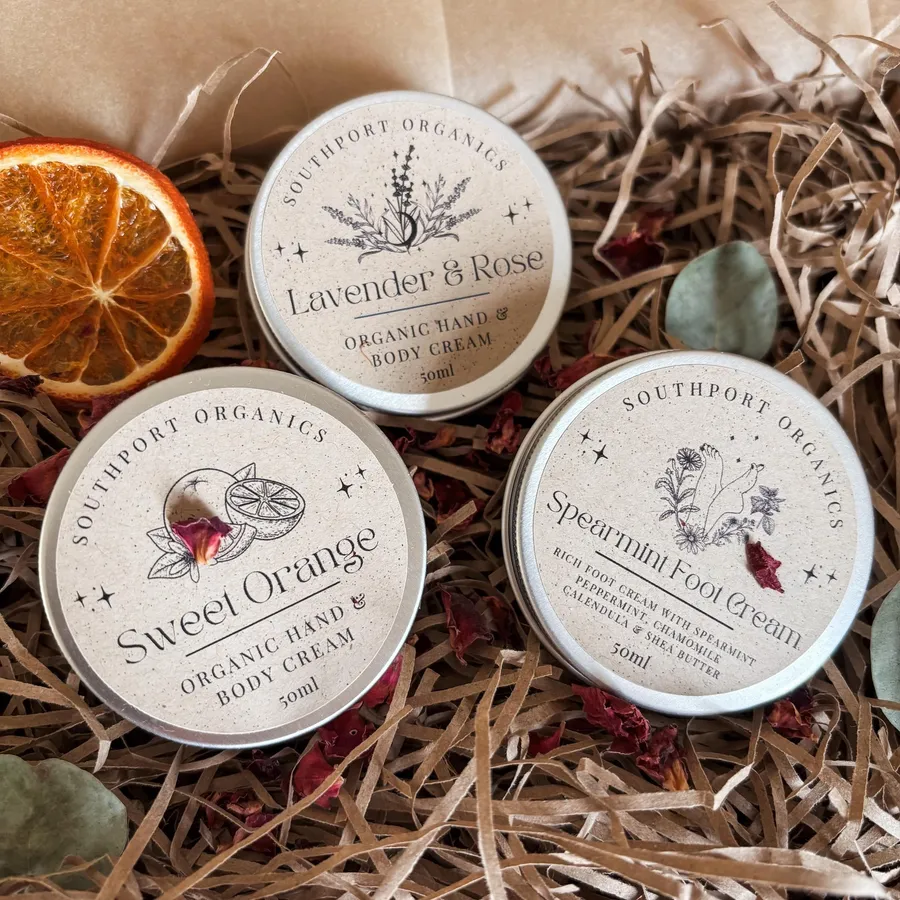 SOUTHPORT ORGANICS
Lavender & Rose
ORGANIC HAND &
BODY CREAM
50ml
SOUTHPORT ORGANICS
Sweet Orange
ORGANIC HAND &
BODY CREAM
50ml
SOUTHPORT ORGANICS
Spearmint Foot Cream
RICH FOOT CREAM WITH SPEARMINT
PEPPERMINT, CHAMOMILE
CALENDULA & SHEA BUTTER
50ml